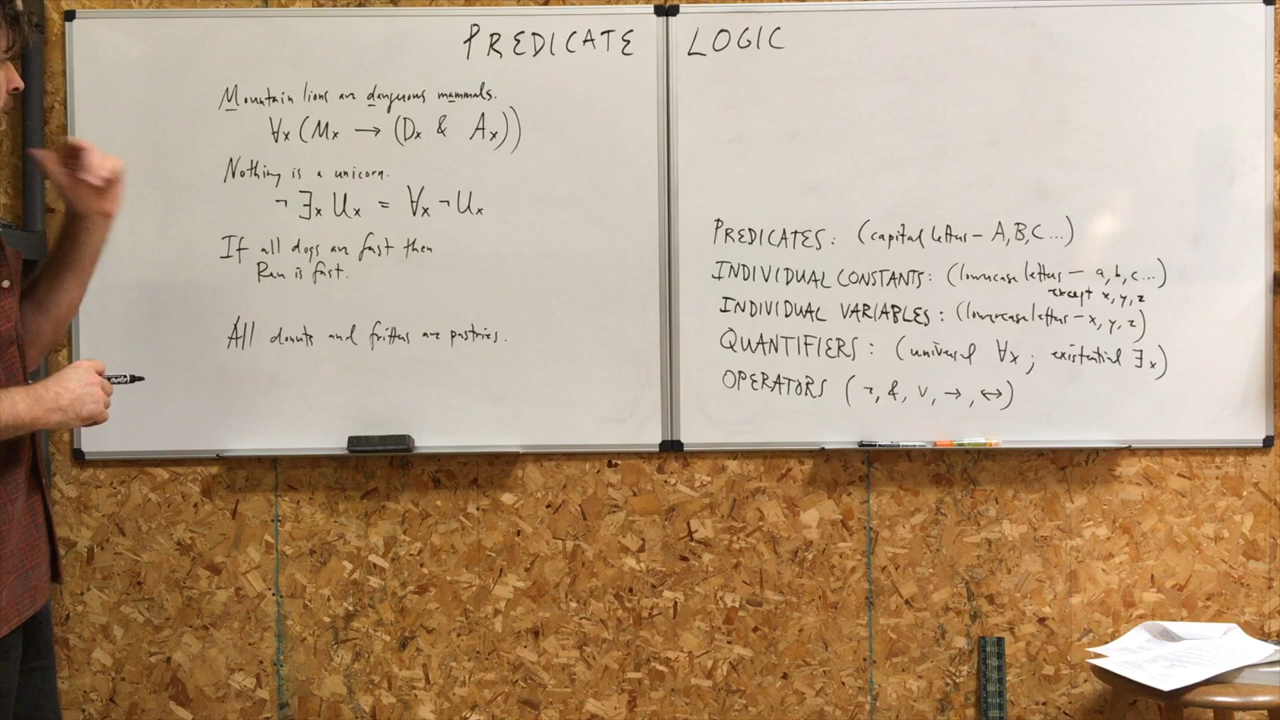 PREDICATE LOGIC
Mountain lions are dangerous mammals.
∀x (Mx → (Dx & Ax))
Nothing is a unicorn.
¬∃x Ux = ∀x ¬Ux
If all dogs are fast then
Ren is fast.
All donuts and fritters are pastries.
PREDICATES: (capital letters – A, B, C ...)
INDIVIDUAL CONSTANTS: (lowercase letters – a, b, c ...)
except x, y, z
INDIVIDUAL VARIABLES: (lowercase letters – x, y, z)
QUANTIFIERS: (universal ∀x; existential ∃x)
OPERATORS (¬, &, ∨, →, ↔)